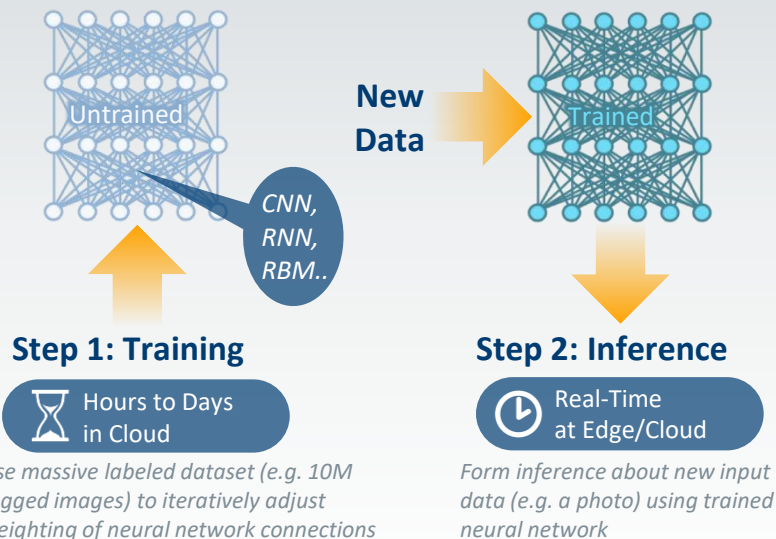 Untrained
CNN,
RNN,
RBM..
Step 1: Training
Hours to Days
in Cloud
massive labeled dataset (e.g. 10M
images) to iteratively adjust
of neural network connections
New
Data
Trained
Step 2: Inference
Real-Time
at Edge/Cloud
Form inference about new input
data (e.g. a photo) using trained
neural network